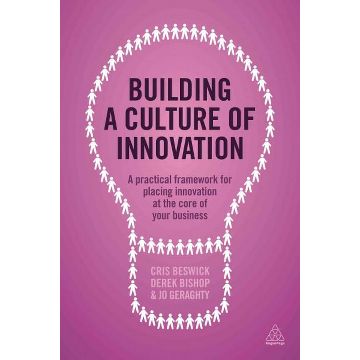 BUILDING
A CULTURE OF
INNOVATION
A practical framework for
placing innovation
at the core of
your business
CRIS BESWICK
DEREK BISHOP
& JO GERAGHTY
KoganPage